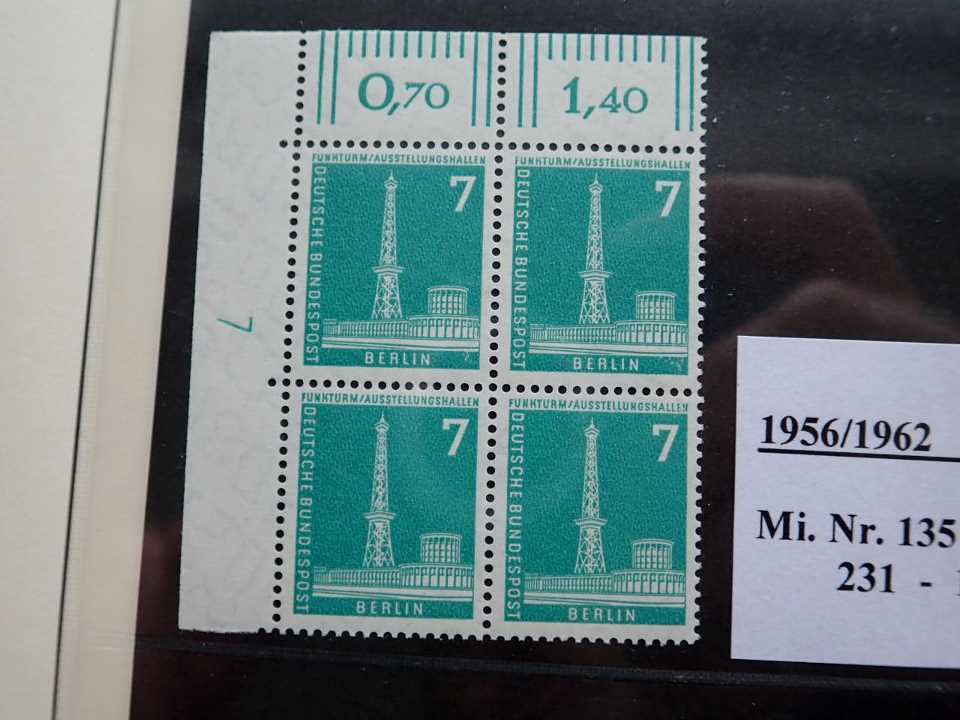 0,70 1,40
FUNKTURM/AUSSTELLUNGSHALLEN
DEUTSCHE BUNDESPOST
7
BERLIN
FUNKTURM/AUSSTELLUNGSHALLEN
DEUTSCHE BUNDESPOST
7
BERLIN
7
FUNKTURM/AUSSTELLUNGSHALLEN
DEUTSCHE BUNDESPOST
7
BERLIN
FUNKTURM/AUSSTELLUNGSHALLEN
DEUTSCHE BUNDESPOST
7
BERLIN
1956/1962
Mi. Nr. 135
231 -